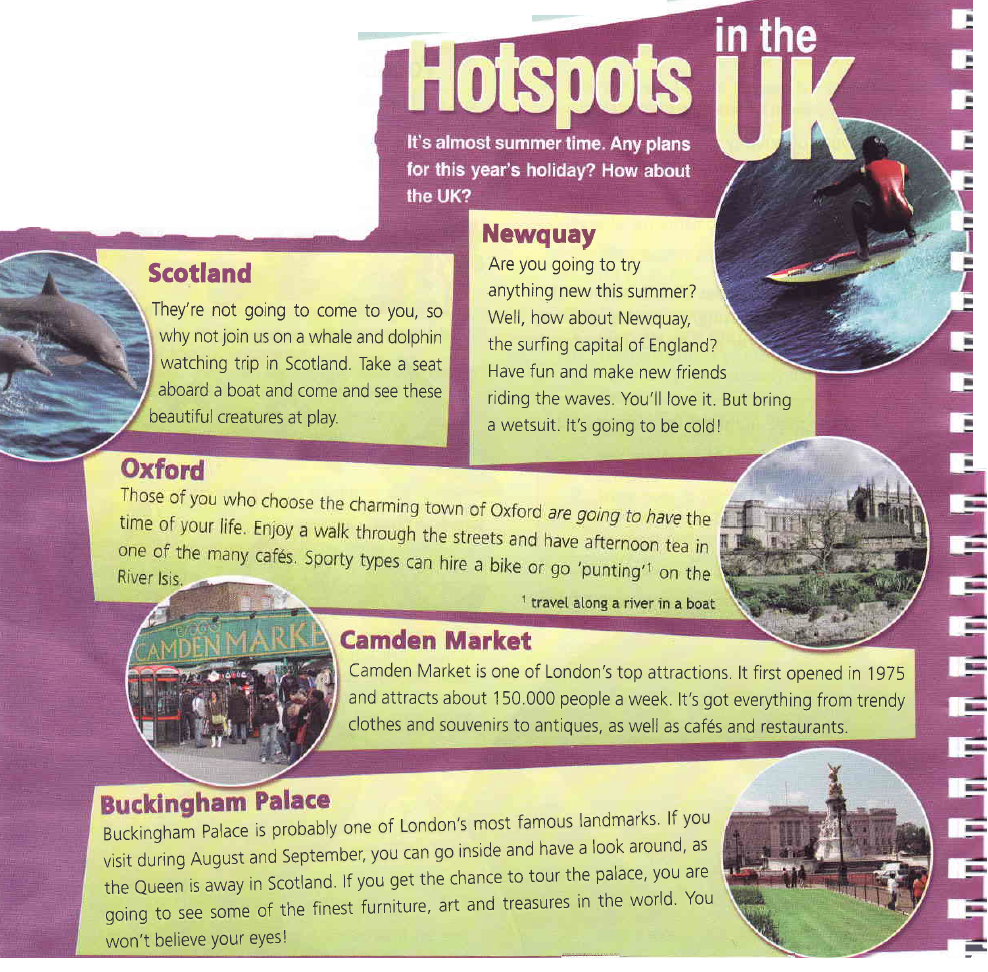 Hotspots
in the
UK
It's almost summer time. Any plans
for this year's holiday? How about
the UK?
Newquay
Are you going to try
anything new this summer?
Well, how about Newquay,
the surfing capital of England?
Have fun and make new friends
riding the waves. You'll love it. But bring
a wetsuit. It's going to be cold!
Scotland
They're not going to come to you, so
why not join us on a whale and dolphin
watching trip in Scotland. Take a seat
aboard a boat and come and see these
beautiful creatures at play.
Oxford
Those of you who choose the charming town of Oxford are going to have the
time of your life. Enjoy a walk through the streets and have afternoon tea in
one of the many cafés. Sporty types can hire a bike or go 'punting'¹ on the
River Isis.
¹ travel along a river in a boat
CAMDEN MARKE
Camden Market
Camden Market is one of London's top attractions. It first opened in 1975
and attracts about 150.000 people a week. It's got everything from trendy
clothes and souvenirs to antiques, as well as cafés and restaurants.
Buckingham Palace
Buckingham Palace is probably one of London's most famous landmarks. If you
visit during August and September, you can go inside and have a look around, as
the Queen is away in Scotland. If you get the chance to tour the palace, you are
going to see some of the finest furniture, art and treasures in the world. You
won't believe your eyes!